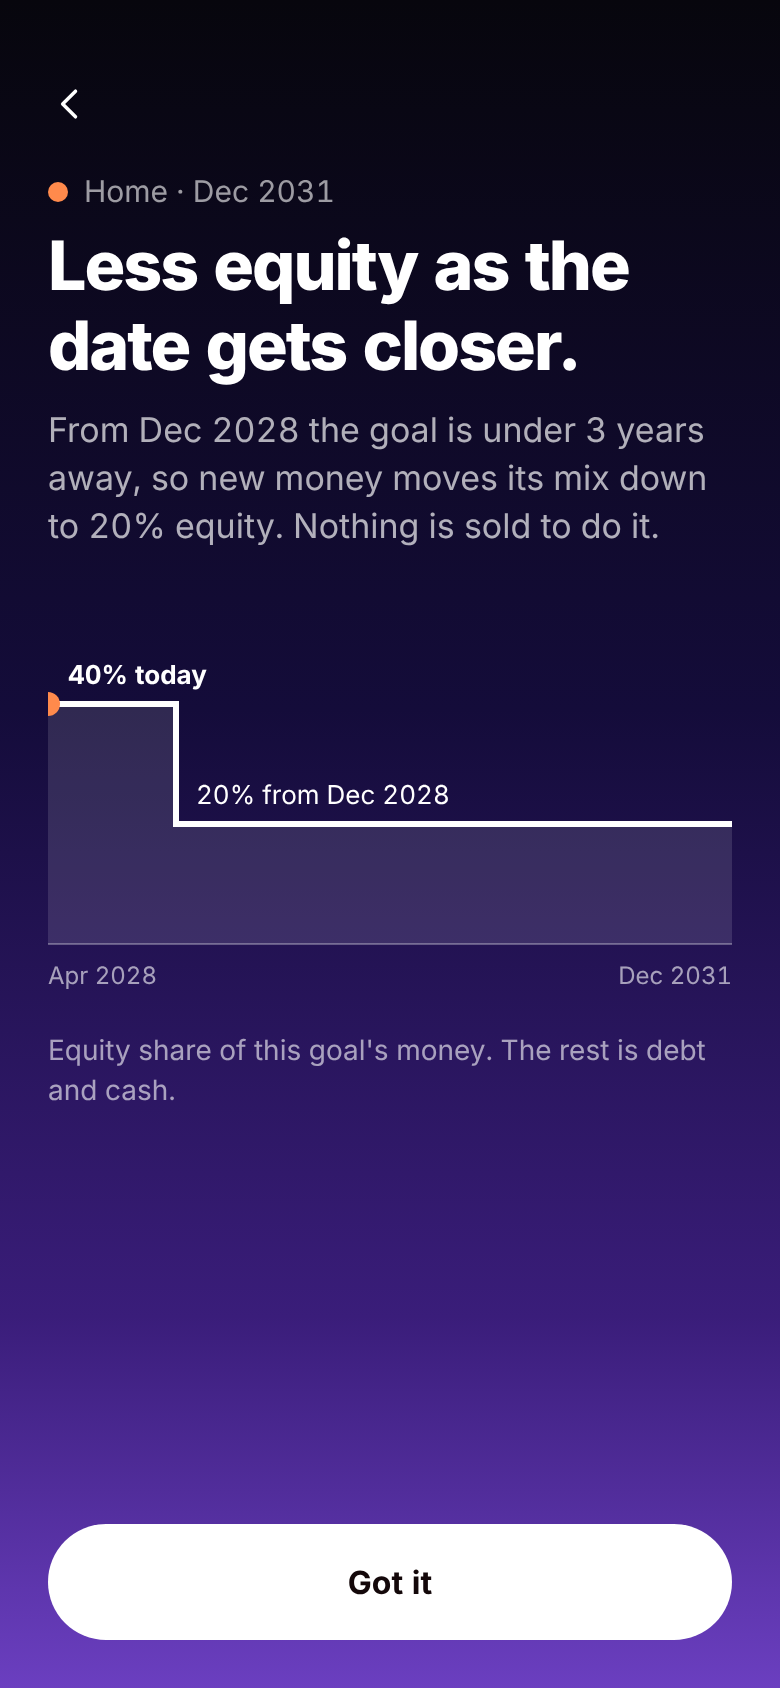 Home · Dec 2031
Less equity as the
date gets closer.
From Dec 2028 the goal is under 3 years
away, so new money moves its mix down
to 20% equity. Nothing is sold to do it.
40% today
20% from Dec 2028
Apr 2028
Dec 2031
Equity share of this goal's money. The rest is debt
and cash.
Got it